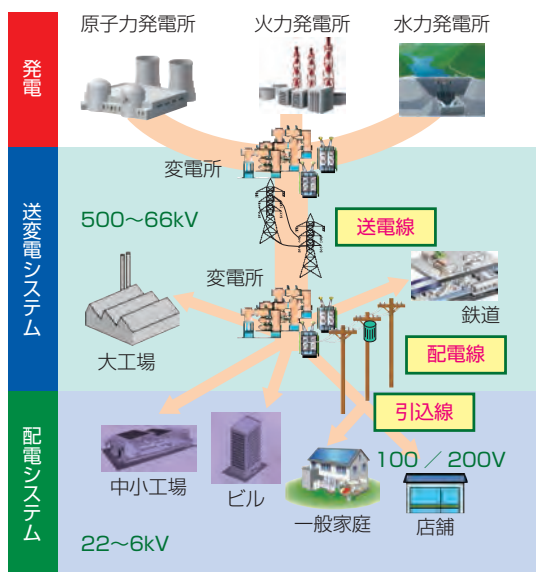 発電
原子力発電所
火力発電所
水力発電所
変電所
送変電システム
500〜66kV
送電線
変電所
大工場
鉄道
配電線
引込線
配電システム
中小工場
ビル
一般家庭
100 / 200V
店舗
22〜6kV